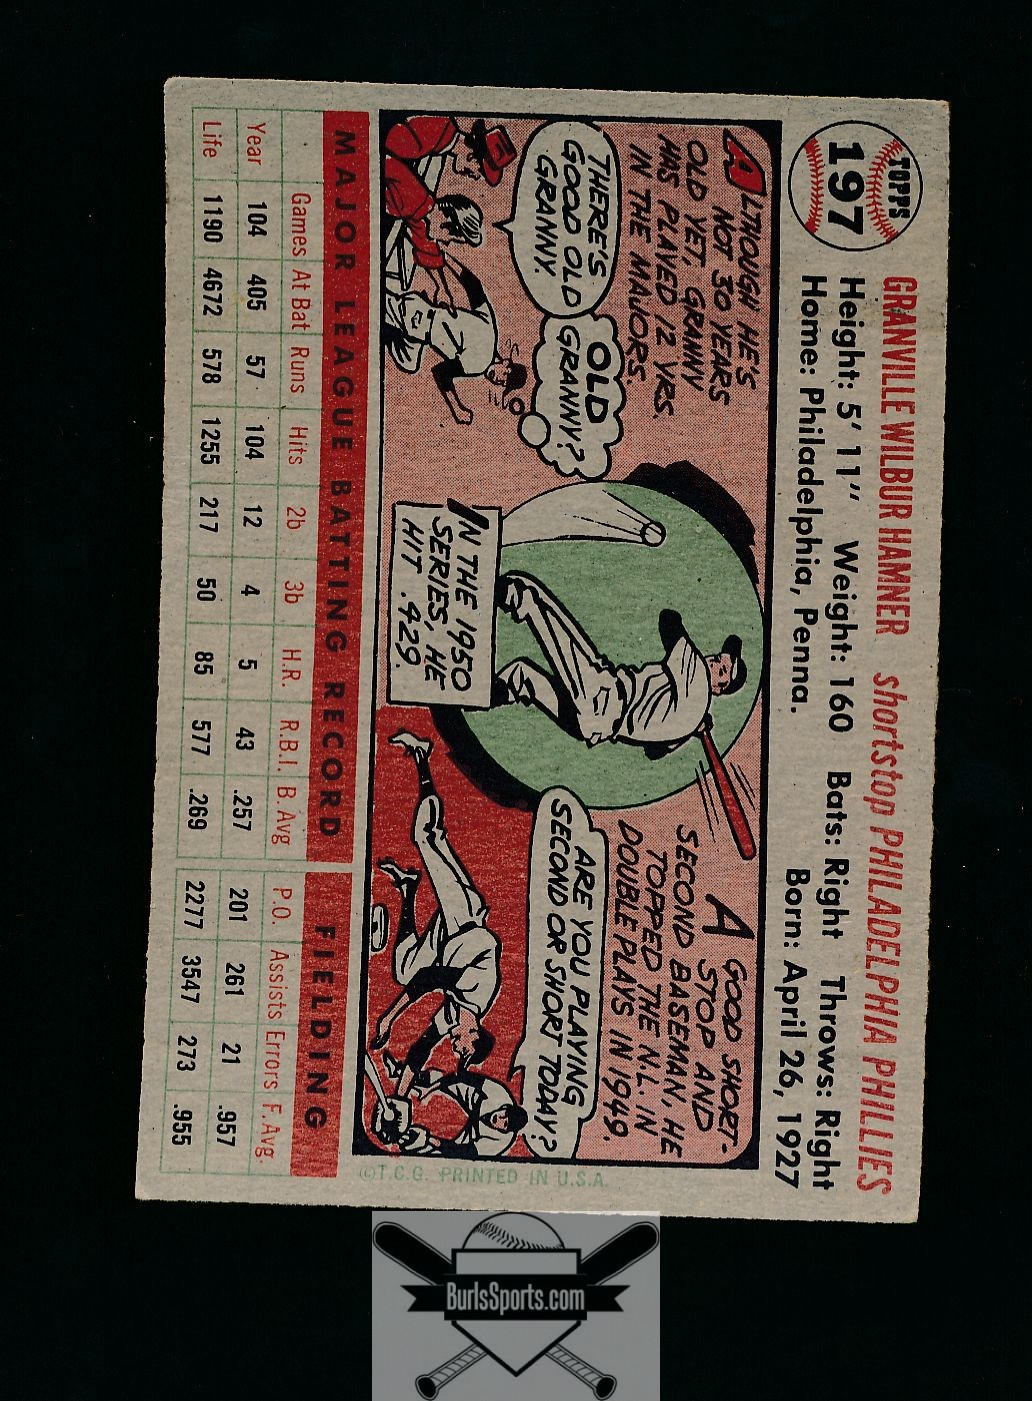 TOPPS
197
GRANVILLE WILBUR HAMNER shortstop PHILADELPHIA PHILLIES
Height: 5' 11" Weight: 160 Bats: Right Throws: Right
Home: Philadelphia, Penna. Born: April 26, 1927
ALTHOUGH HE'S
NOT 30 YEARS
OLD YET, GRANNY
HAS PLAYED 12 YRS.
IN THE MAJORS.
THERE'S
GOOD OLD
GRANNY.
OLD
GRANNY?
IN THE 1950
SERIES, HE
HIT .429.
A GOOD SHORT-
STOP AND
SECOND BASEMAN, HE
TOPPED THE N.L. IN
DOUBLE PLAYS IN 1949.
ARE YOU PLAYING
SECOND OR SHORT TODAY?
MAJOR LEAGUE BATTING RECORD FIELDING
Games At Bat Runs Hits 2b 3b H.R. R.B.I. B.Avg P.O. Assists Errors F.Avg.
Year 104 405 57 104 12 4 5 43 .257 201 261 21 .957
Life 1190 4672 578 1255 217 50 85 577 .269 2277 3547 273 .955
©T.C.G. PRINTED IN U.S.A.
BurlsSports.com